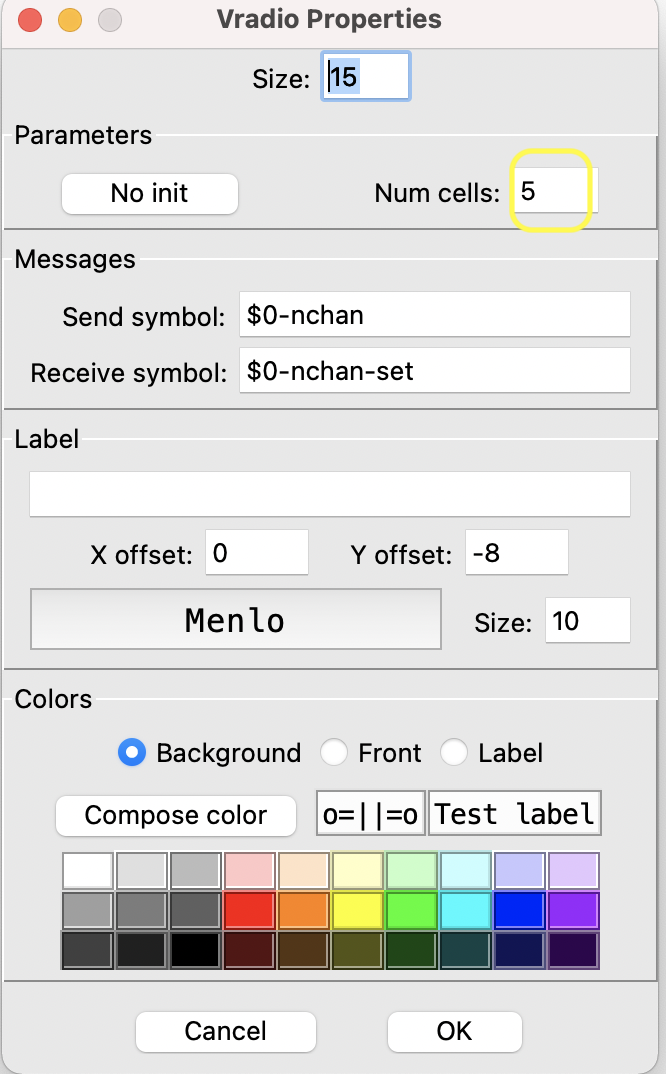 Vradio Properties
Size: 15
Parameters
No init Num cells: 5
Messages
Send symbol: $0-nchan
Receive symbol: $0-nchan-set
Label
X offset: 0 Y offset: -8
Menlo Size: 10
Colors
Background Front Label
Compose color o=||=o Test label
Cancel OK